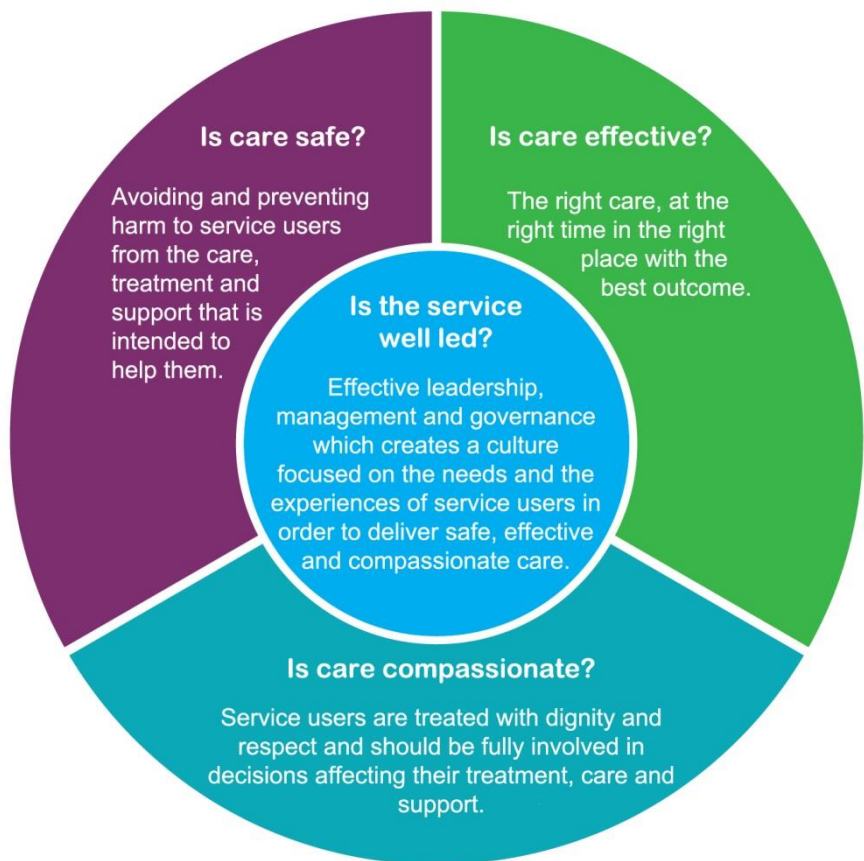 Is care safe?
Avoiding and preventing
harm to service users
from the care,
treatment and
support that is
intended to
help them.
Is care effective?
The right care, at the
right time in the right
place with the
best outcome.
Is the service
well led?
Effective leadership,
management and governance
which creates a culture
focused on the needs and the
experiences of service users in
order to deliver safe, effective
and compassionate care.
Is care compassionate?
Service users are treated with dignity and
respect and should be fully involved in
decisions affecting their treatment, care and
support.